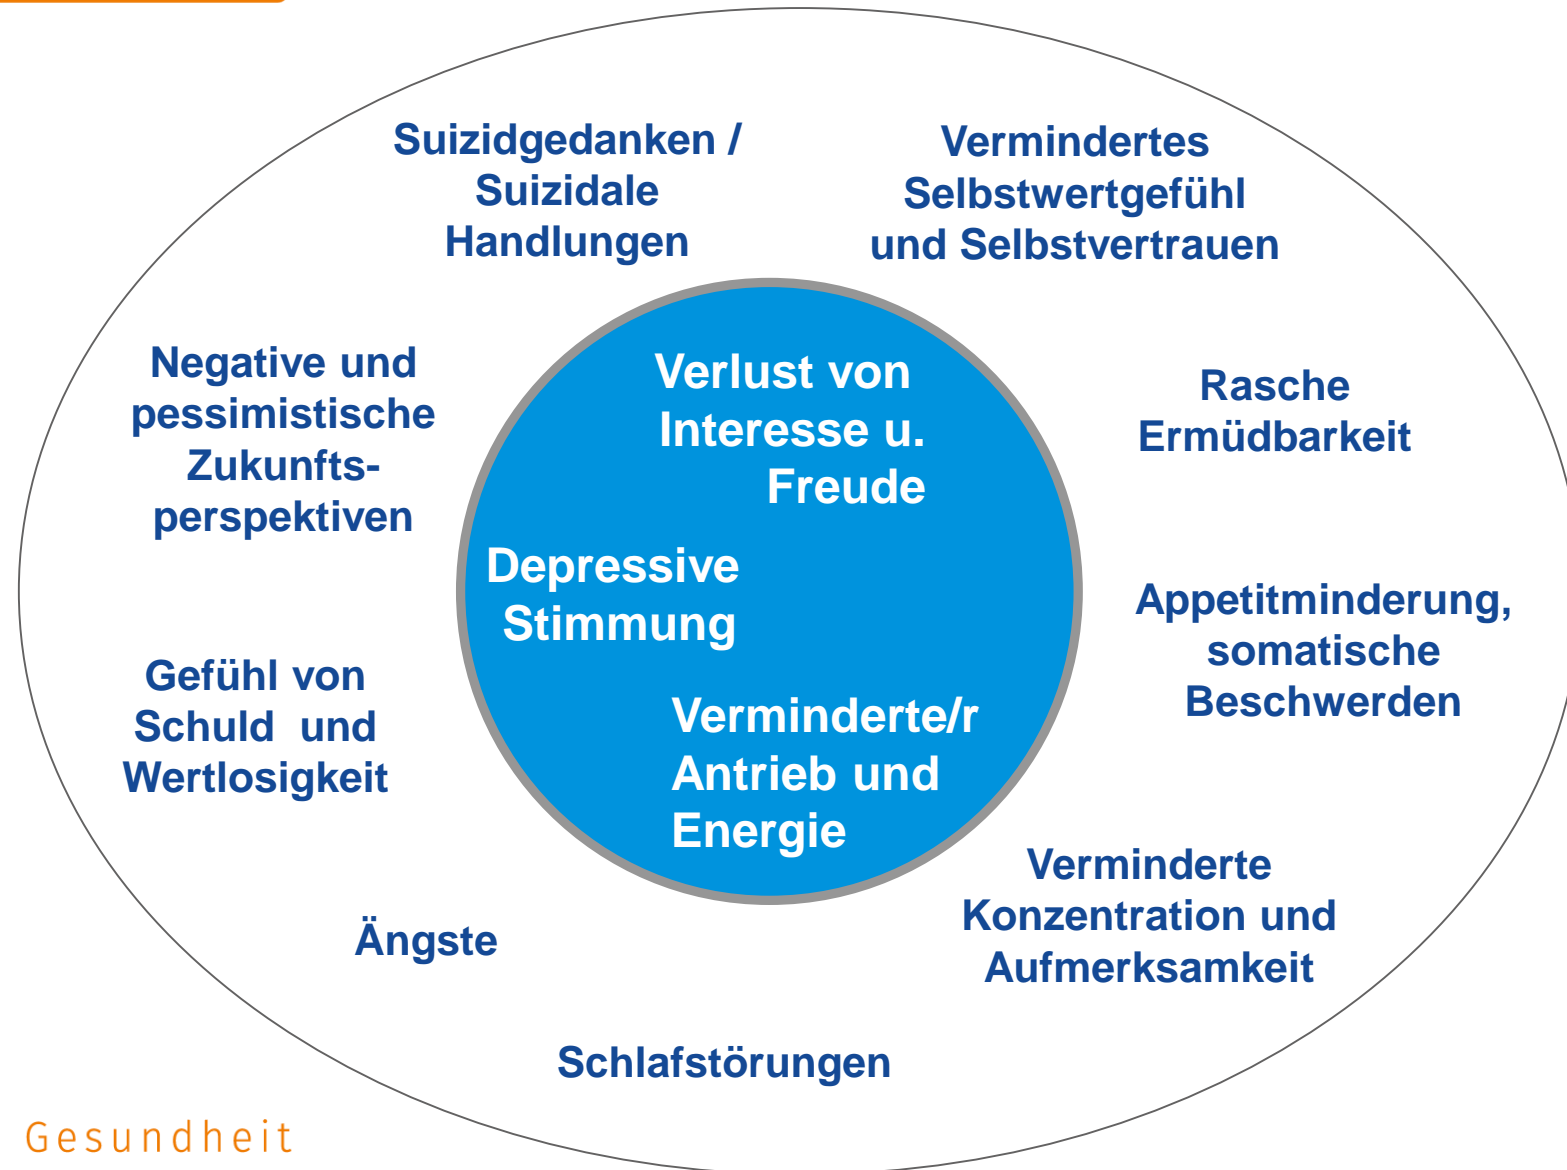 Suizidgedanken /
Suizidale
Handlungen
Vermindertes
Selbstwertgefühl
und Selbstvertrauen
Negative und
pessimistische
Zukunfts-
perspektiven
Verlust von
Interesse u.
Freude
Rasche
Ermüdbarkeit
Depressive
Stimmung
Appetitminderung,
somatische
Beschwerden
Gefühl von
Schuld und
Wertlosigkeit
Verminderte/r
Antrieb und
Energie
Verminderte
Konzentration und
Aufmerksamkeit
Ängste
Schlafstörungen
Gesundheit